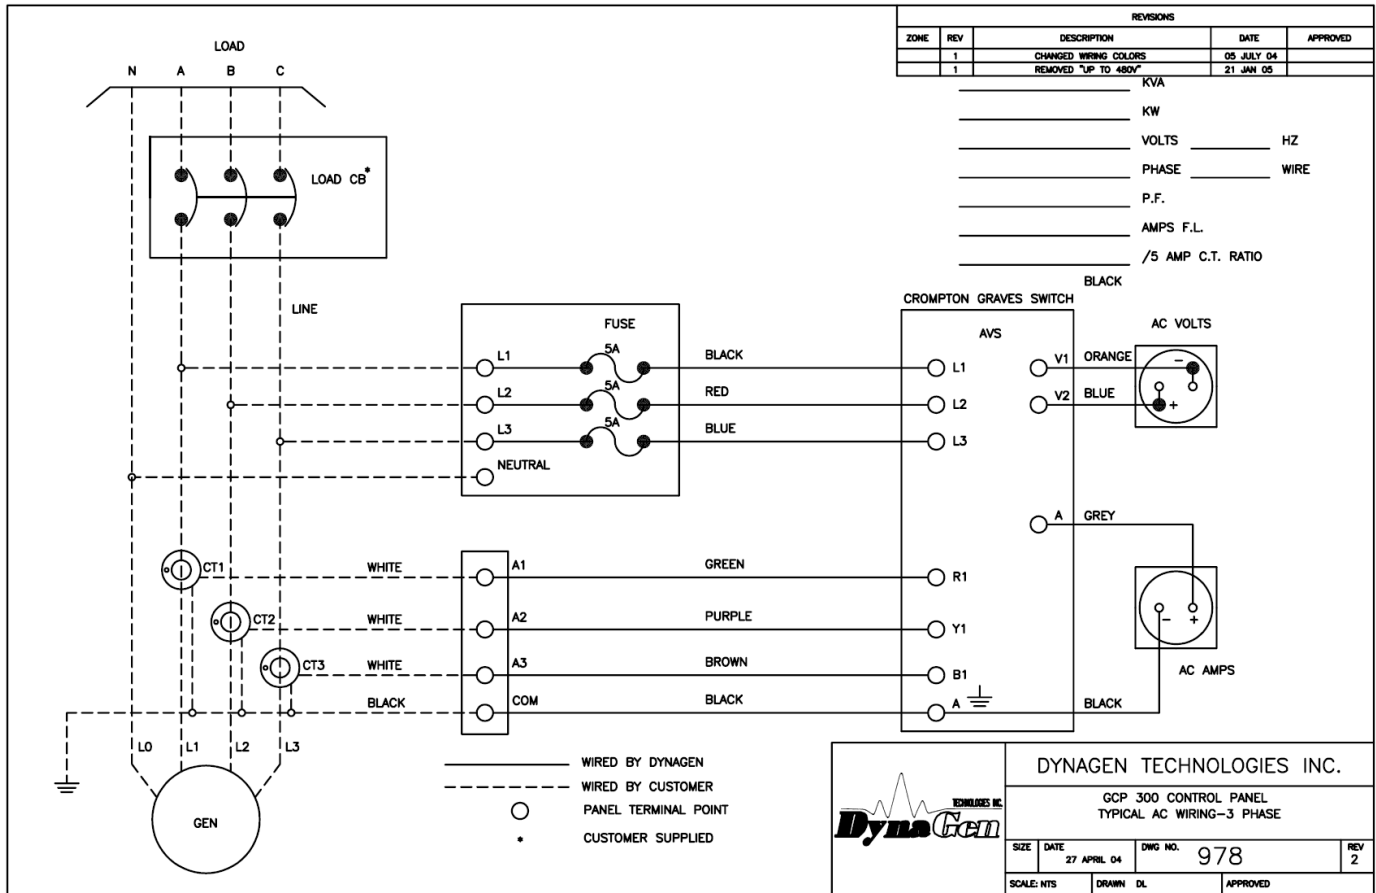 REVISIONS
ZONE REV DESCRIPTION DATE APPROVED
1 CHANGED WIRING COLORS 05 JULY 04
1 REMOVED "UP TO 480V" 21 JAN 05
KVA
KW
VOLTS HZ
PHASE WIRE
P.F.
AMPS F.L.
/5 AMP C.T. RATIO
BLACK
LOAD
N A B C
LOAD CB*
LINE
FUSE
L1 5A BLACK
L2 5A RED
L3 5A BLUE
NEUTRAL
CROMPTON GRAVES SWITCH
AVS
L1 V1 ORANGE
L2 V2 BLUE
L3
AC VOLTS
-
+
A GREY
CT1 WHITE A1 GREEN R1
CT2 WHITE A2 PURPLE Y1
CT3 WHITE A3 BROWN B1
BLACK COM BLACK A BLACK
- +
AC AMPS
L0 L1 L2 L3
GEN
WIRED BY DYNAGEN
WIRED BY CUSTOMER
PANEL TERMINAL POINT
* CUSTOMER SUPPLIED
TECHNOLOGIES INC.
DynaGen
DYNAGEN TECHNOLOGIES INC.
GCP 300 CONTROL PANEL
TYPICAL AC WIRING-3 PHASE
SIZE DATE DWG NO. REV
27 APRIL 04 978 2
SCALE: NTS DRAWN DL APPROVED